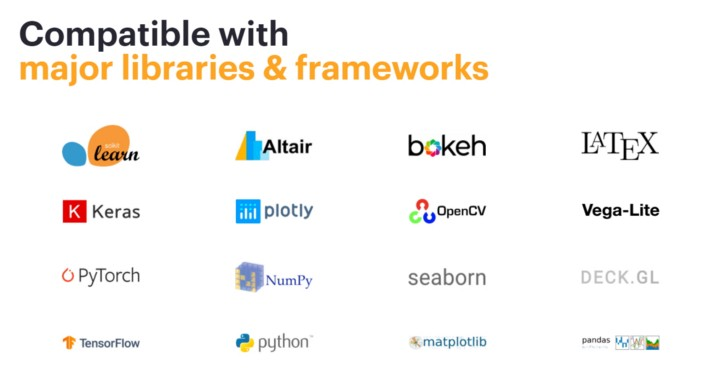 Compatible with
major libraries & frameworks
scikit
learn
Altair
bokeh
LATEX
K Keras
plotly
OpenCV
Vega-Lite
PyTorch
NumPy
seaborn
DECK.GL
TensorFlow
python™
matplotlib
pandas